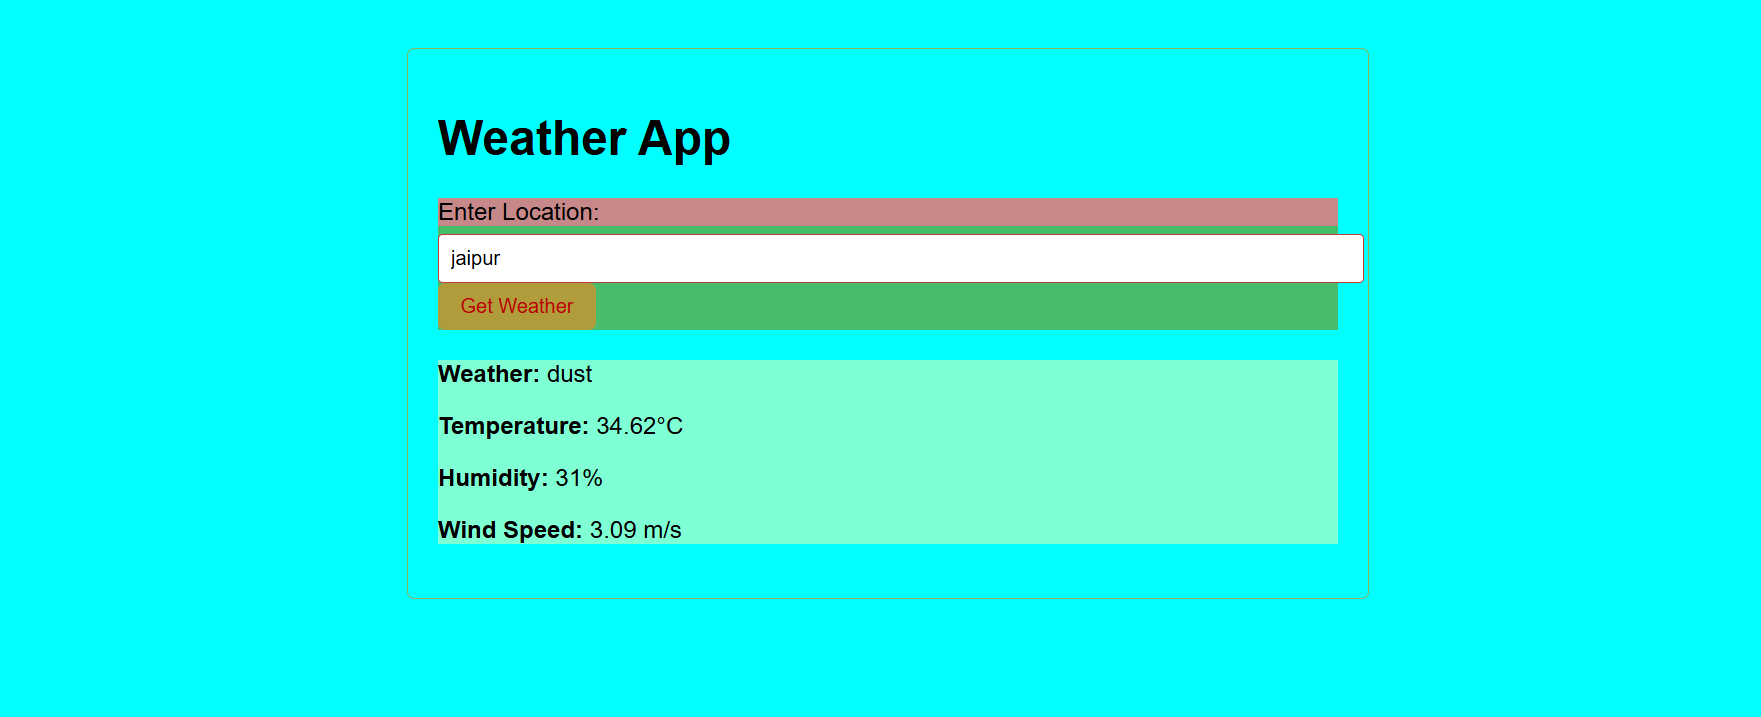 Weather App
Enter Location:
jaipur
Get Weather
Weather: dust
Temperature: 34.62°C
Humidity: 31%
Wind Speed: 3.09 m/s